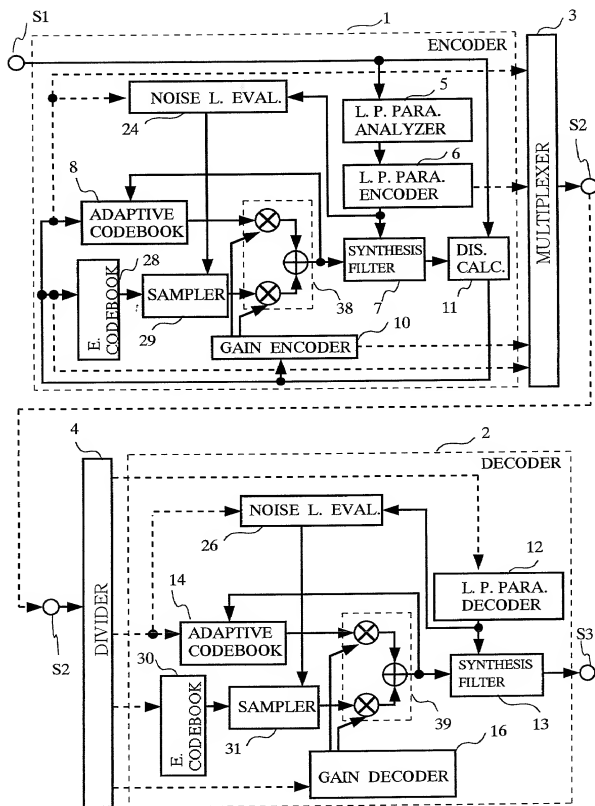 S1
1
3
ENCODER
5
NOISE L. EVAL.
24
L. P. PARA.
ANALYZER
6
S2
8
L. P. PARA.
ENCODER
MULTIPLEXER
ADAPTIVE
CODEBOOK
SYNTHESIS
FILTER
DIS.
CALC.
E.
CODEBOOK
28
SAMPLER
38
7
11
29
10
GAIN ENCODER
4
2
DECODER
NOISE L. EVAL.
26
12
14
L. P. PARA.
DECODER
S3
S2
DIVIDER
ADAPTIVE
CODEBOOK
30
SYNTHESIS
FILTER
E.
CODEBOOK
SAMPLER
39
13
31
16
GAIN DECODER